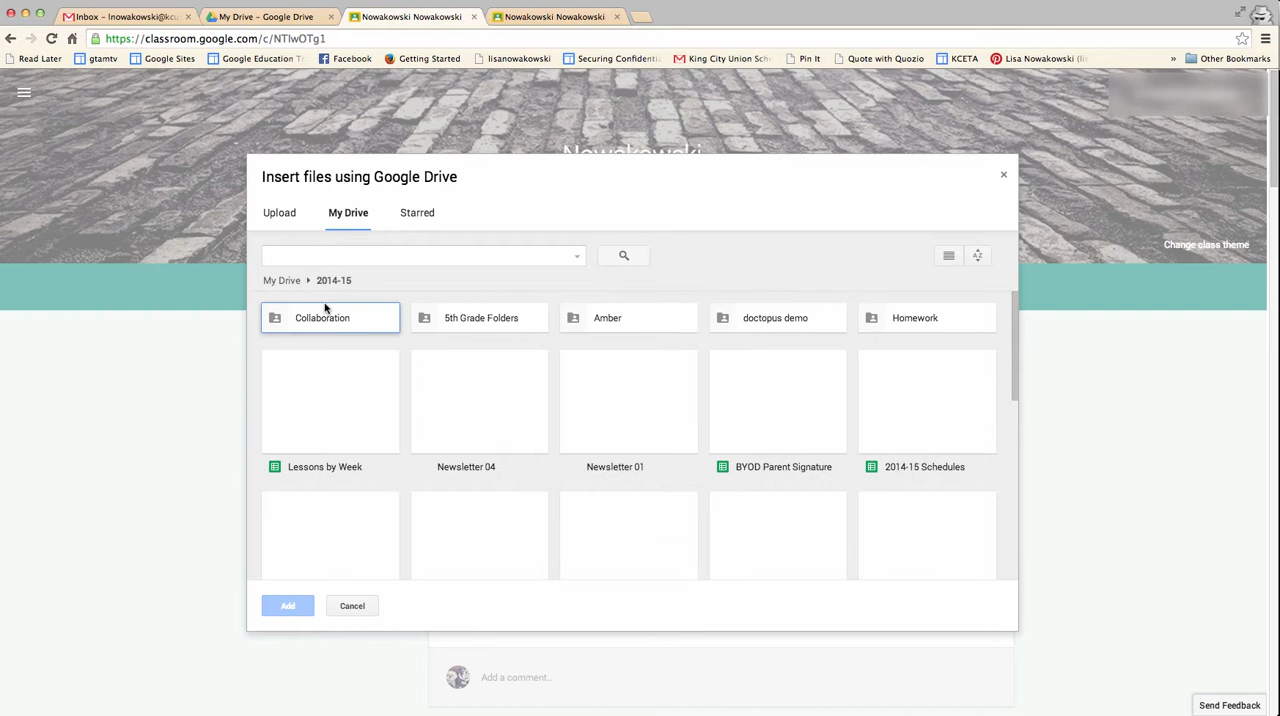 Inbox – lnowakowski@kcu
My Drive – Google Drive
Nowakowski Nowakowski
Nowakowski Nowakowski
https://classroom.google.com/c/NTIwOTg1
Read Later
gtamtv
Google Sites
Google Education Tr
Facebook
Getting Started
lisanowakowski
Securing Confidentia
King City Union Sch
Pin It
Quote with Quozio
KCETA
Lisa Nowakowski (lis
»
Other Bookmarks
Nowakowski
Change class theme
Insert files using Google Drive
Upload
My Drive
Starred
My Drive 2014-15
Collaboration
5th Grade Folders
Amber
doctopus demo
Homework
Lessons by Week
Newsletter 04
Newsletter 01
BYOD Parent Signature
2014-15 Schedules
Add
Cancel
Add a comment...
Send Feedback